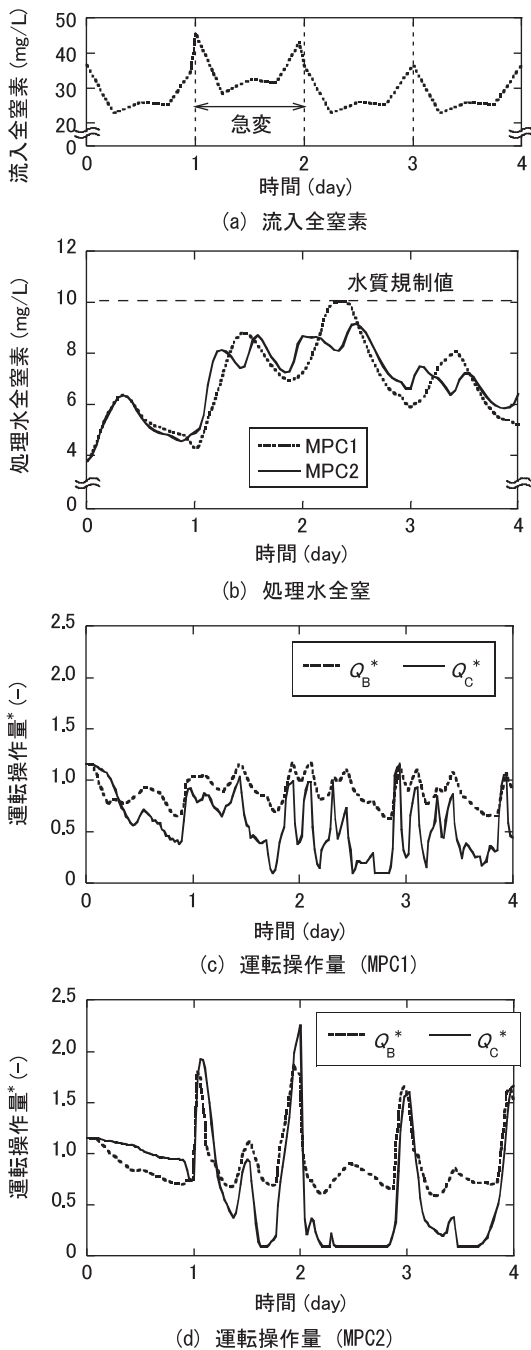 流入全窒素 (mg/L)
50
40
30
20
0
急変
0 1 2 3 4
時間 (day)
(a) 流入全窒素
処理水全窒素 (mg/L)
12
10
8
6
4
0
水質規制値
MPC1
MPC2
0 1 2 3 4
時間 (day)
(b) 処理水全窒
運転操作量* (-)
2.5
2.0
1.5
1.0
0.5
0
Q_B* Q_C*
0 1 2 3 4
時間 (day)
(c) 運転操作量 (MPC1)
運転操作量* (-)
2.5
2.0
1.5
1.0
0.5
0
Q_B* Q_C*
0 1 2 3 4
時間 (day)
(d) 運転操作量 (MPC2)